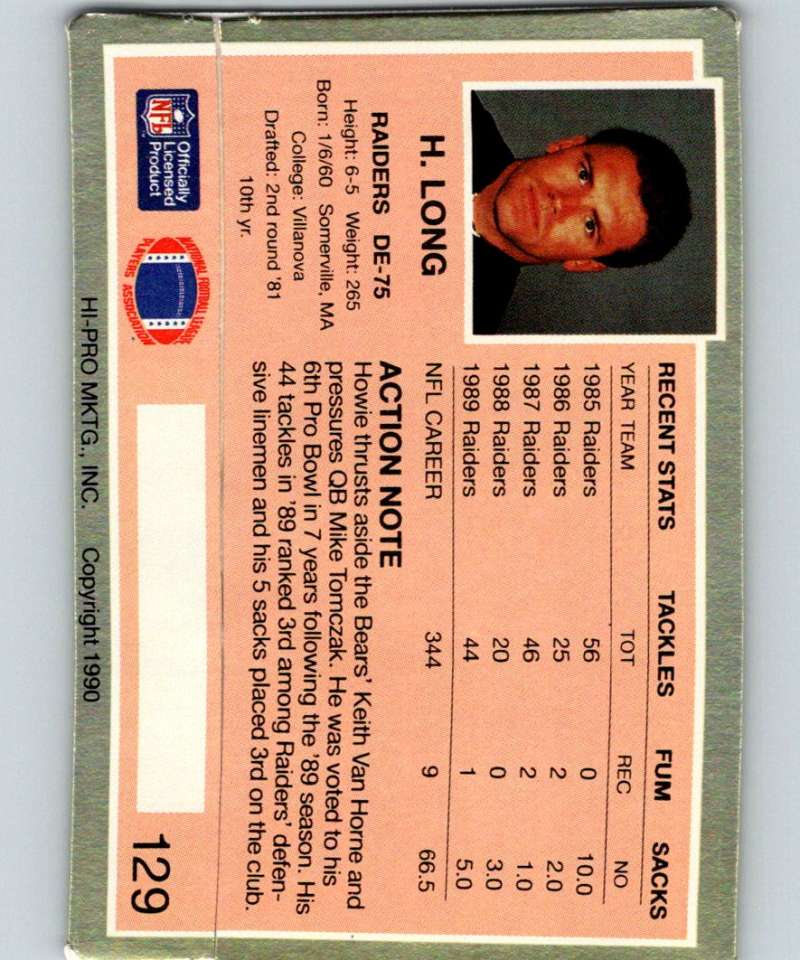 H. LONG
RAIDERS DE-75
Height: 6-5 Weight: 265
Born: 1/6/60 Somerville, MA
College: Villanova
Drafted: 2nd round '81
10th yr.
RECENT STATS TACKLES FUM SACKS
YEAR TEAM TOT REC NO
1985 Raiders 56 0 10.0
1986 Raiders 25 2 2.0
1987 Raiders 46 2 1.0
1988 Raiders 20 0 3.0
1989 Raiders 44 1 5.0
NFL CAREER 344 9 66.5
ACTION NOTE
Howie thrusts aside the Bears' Keith Van Horne and
pressures QB Mike Tomczak. He was voted to his
6th Pro Bowl in 7 years following the '89 season. His
44 tackles in '89 ranked 3rd among Raiders' defen-
sive linemen and his 5 sacks placed 3rd on the club.
NFL
Officially
Licensed
Product
NATIONAL FOOTBALL LEAGUE
PLAYERS ASSOCIATION
129
HI-PRO MKTG., INC. Copyright 1990